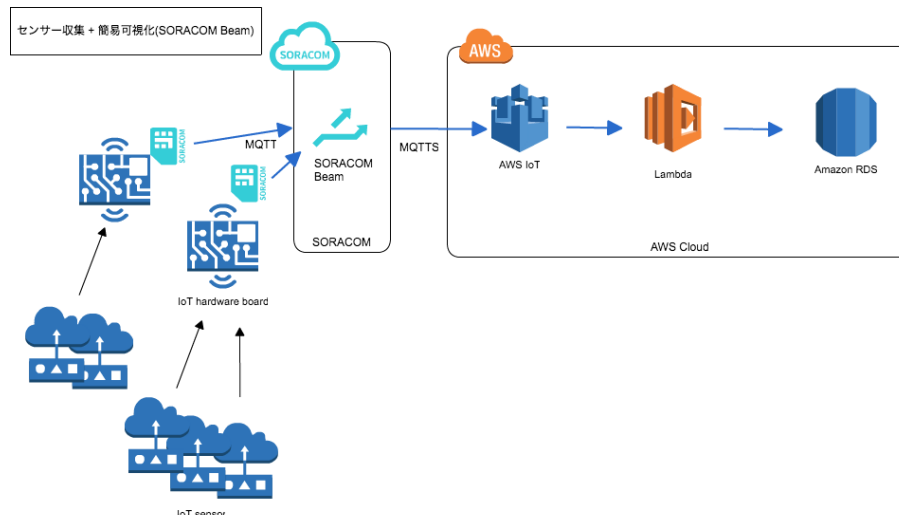 センサー収集 + 簡易可視化(SORACOM Beam)
SORACOM
AWS
SORACOM
MQTT
SORACOM
SORACOM
Beam
MQTTS
AWS IoT
Lambda
Amazon RDS
SORACOM
SORACOM
AWS Cloud
IoT hardware board
IoT sensor